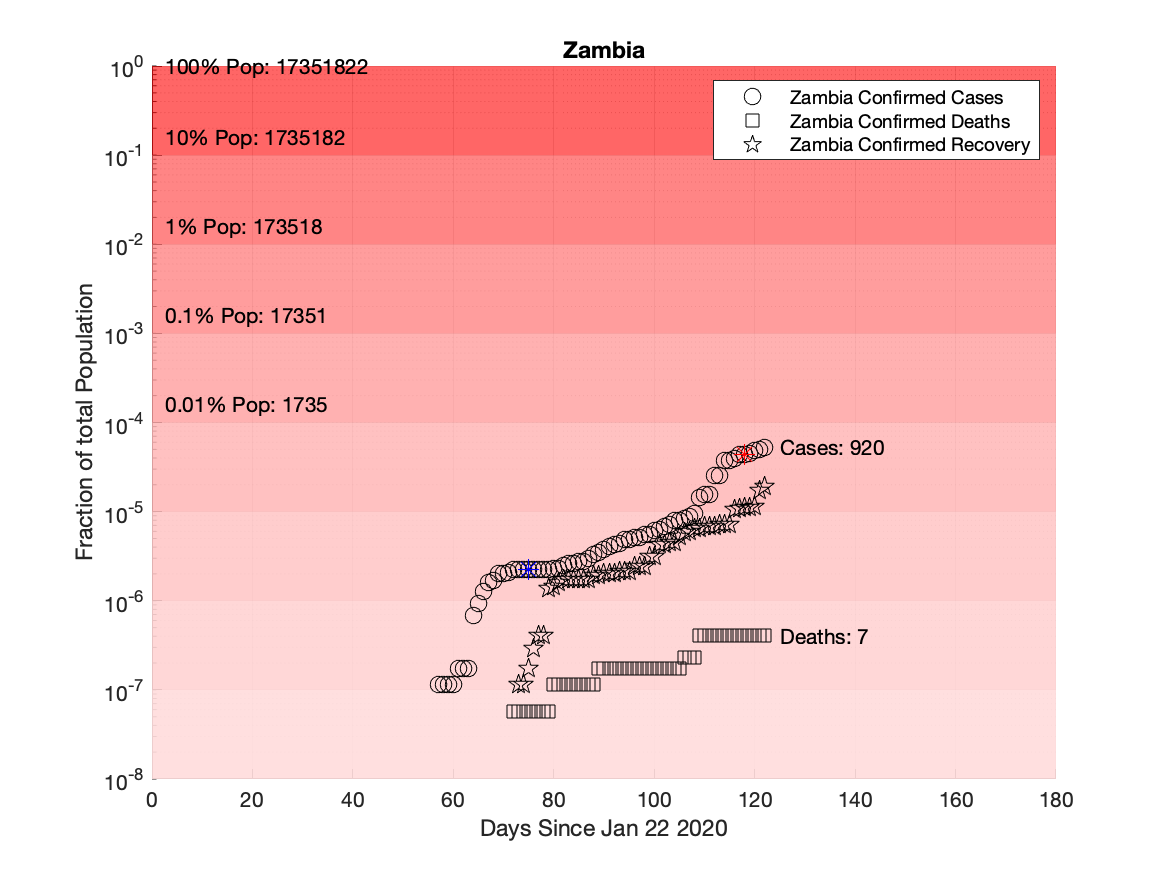 Zambia
10^0
100% Pop: 17351822
Zambia Confirmed Cases
Zambia Confirmed Deaths
Zambia Confirmed Recovery
10% Pop: 1735182
10^-1
1% Pop: 173518
10^-2
0.1% Pop: 17351
10^-3
0.01% Pop: 1735
10^-4
Cases: 920
10^-5
10^-6
Deaths: 7
10^-7
10^-8
Fraction of total Population
0 20 40 60 80 100 120 140 160 180
Days Since Jan 22 2020